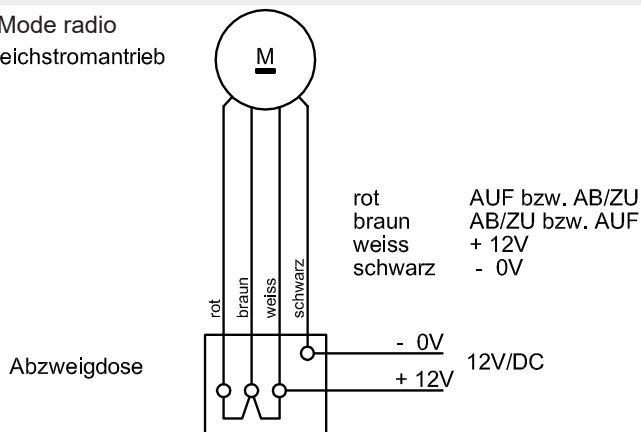 Mode radio
eichstromantrieb
M
rot AUF bzw. AB/ZU
braun AB/ZU bzw. AUF
weiss + 12V
schwarz - 0V
rot
braun
weiss
schwarz
- 0V
Abzweigdose
12V/DC
+ 12V